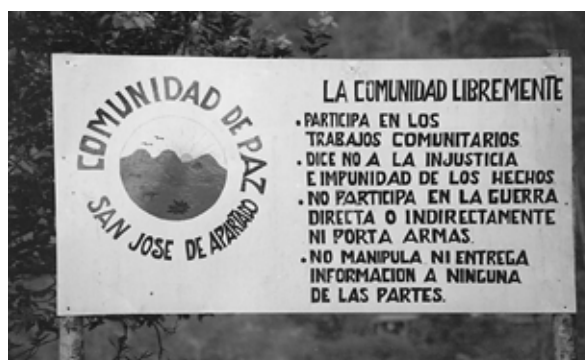 COMUNIDAD DE PAZ
SAN JOSE DE APARTADO
LA COMUNIDAD LIBREMENTE
• PARTICIPA EN LOS
TRABAJOS COMUNITARIOS.
• DICE NO A LA INJUSTICIA
E IMPUNIDAD DE LOS HECHOS
• NO PARTICIPA EN LA GUERRA
DIRECTA O INDIRECTAMENTE
NI PORTA ARMAS.
• NO MANIPULA NI ENTREGA
INFORMACION A NINGUNA
DE LAS PARTES.